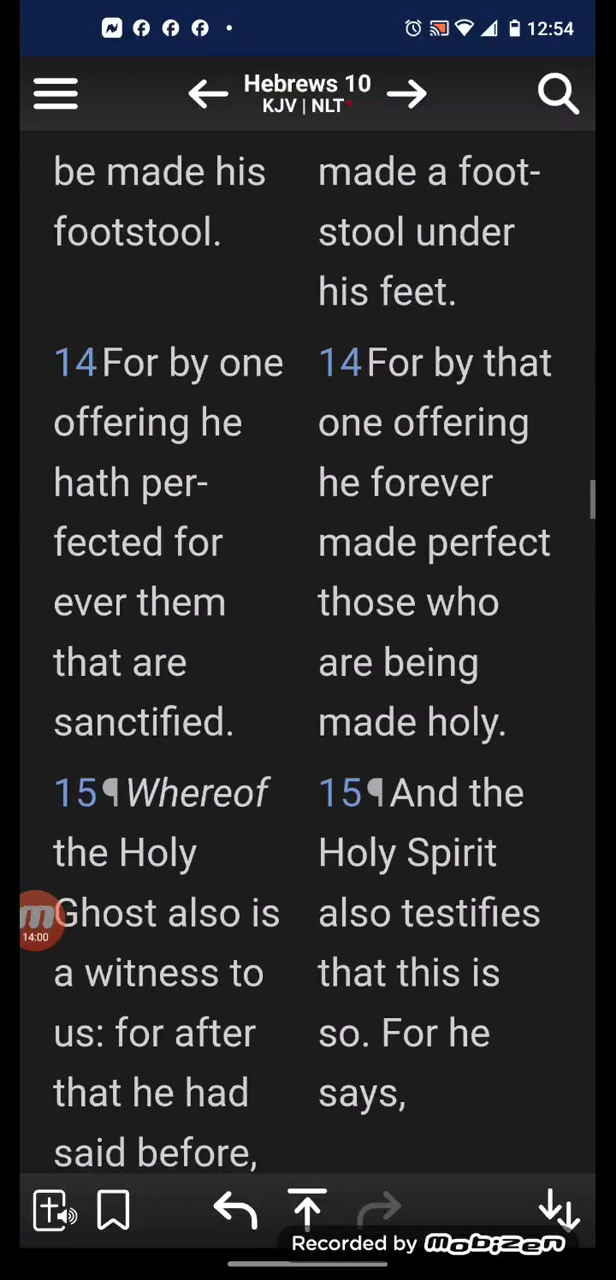 12:54
Hebrews 10
KJV | NLT*
be made his
footstool.
14 For by one
offering he
hath per-
fected for
ever them
that are
sanctified.
15 ¶ Whereof
the Holy
Ghost also is
a witness to
us: for after
that he had
said before,
made a foot-
stool under
his feet.
14 For by that
one offering
he forever
made perfect
those who
are being
made holy.
15 ¶ And the
Holy Spirit
also testifies
that this is
so. For he
says,
m
14:00
Recorded by mobizen